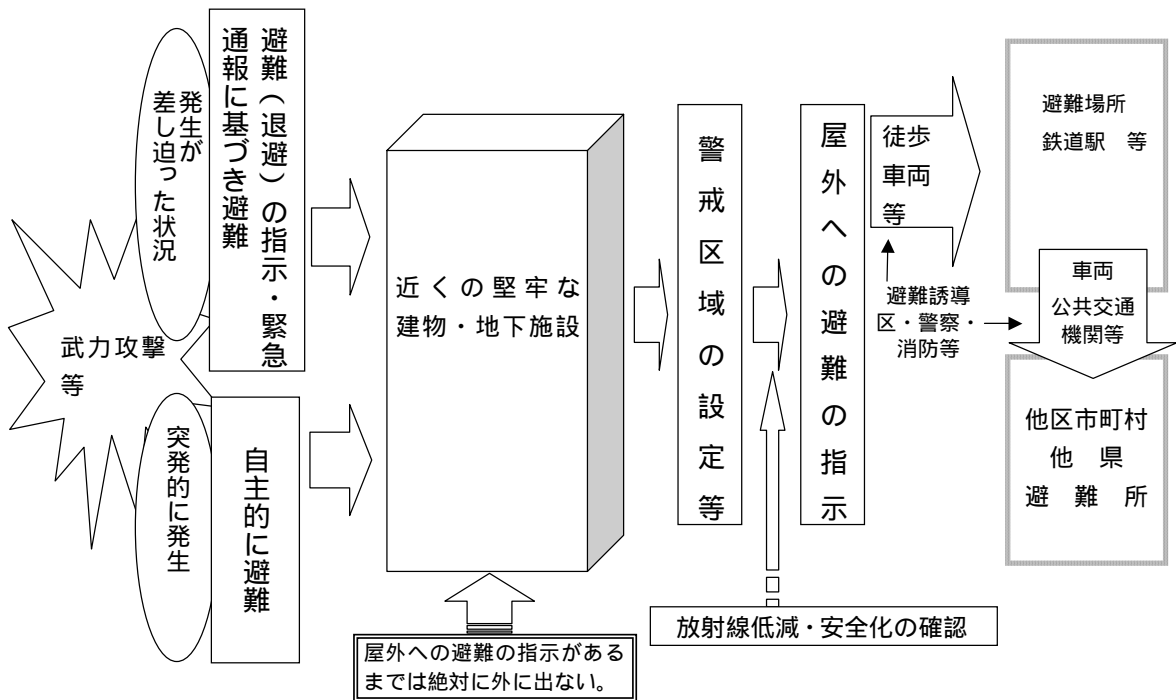 武力攻撃
等
発生が
差し迫った状況
避難（退避）の指示・緊急
通報に基づき避難
突発的に発生
自主的に避難
近くの堅牢な
建物・地下施設
屋外への避難の指示がある
までは絶対に外に出ない。
警戒区域の設定等
放射線低減・安全化の確認
屋外への避難の指示
徒歩
車両
等
避難誘導
区・警察・
消防等
避難場所
鉄道駅　等
車両
公共交通
機関等
他区市町村
他　県
避　難　所